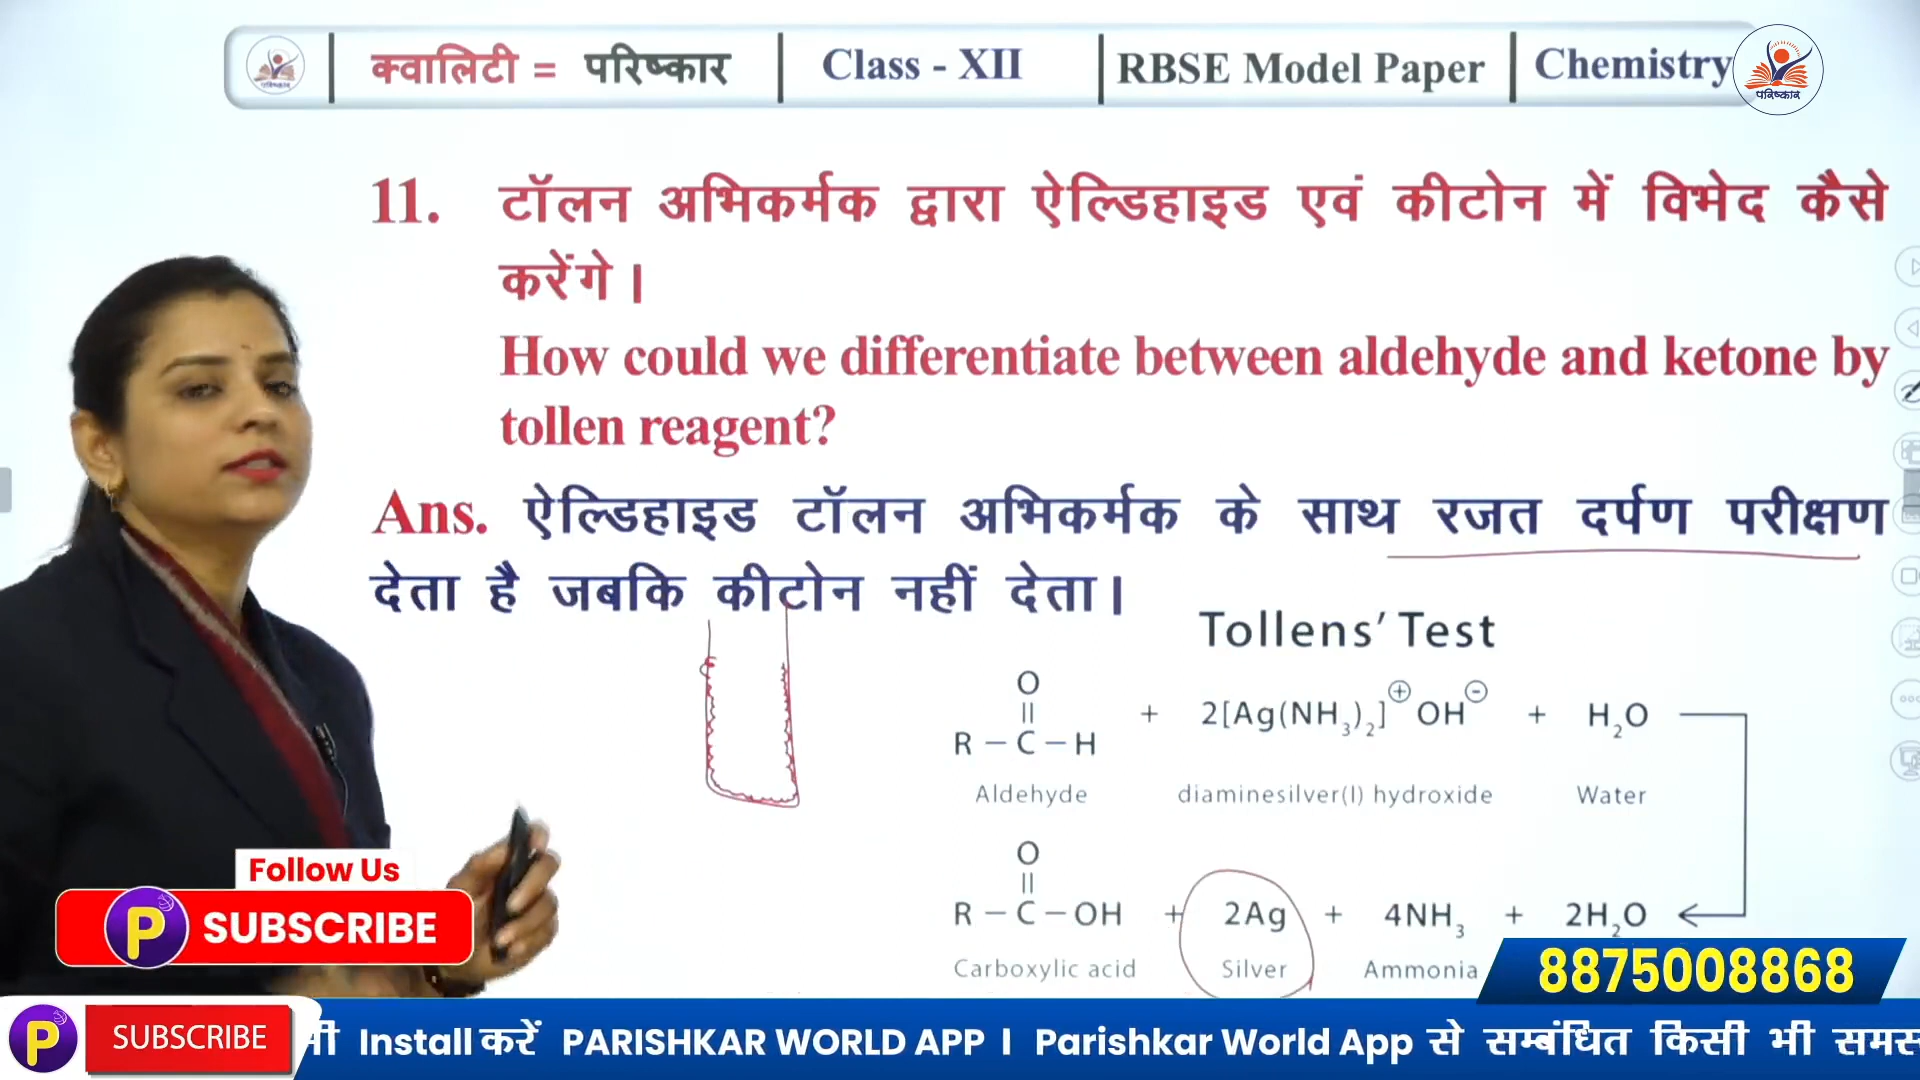 क्वालिटी = परिष्कार | Class - XII | RBSE Model Paper | Chemistry
परिष्कार
11. टॉलन अभिकर्मक द्वारा ऐल्डिहाइड एवं कीटोन में विभेद कैसे
करेंगे।
How could we differentiate between aldehyde and ketone by
tollen reagent?
Ans. ऐल्डिहाइड टॉलन अभिकर्मक के साथ रजत दर्पण परीक्षण
देता है जबकि कीटोन नहीं देता।
Tollens' Test
O
||
R – C – H + 2[Ag(NH₃)₂]⊕ OH⊖ + H₂O
Aldehyde diaminesilver(I) hydroxide Water
O
||
R – C – OH + 2Ag + 4NH₃ + 2H₂O
Carboxylic acid Silver Ammonia
Follow Us
P SUBSCRIBE
8875008868
P SUBSCRIBE
Install करें PARISHKAR WORLD APP । Parishkar World App से सम्बंधित किसी भी